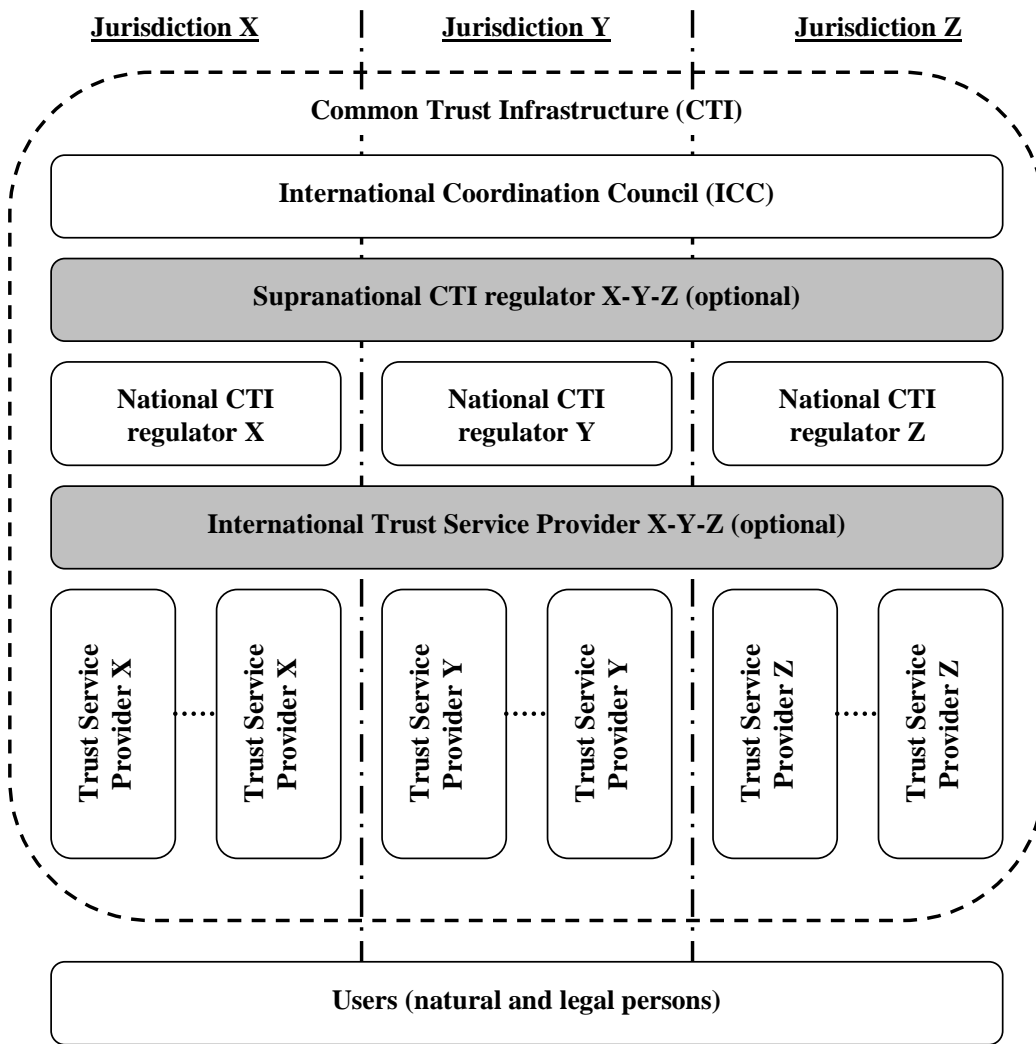 Jurisdiction X
Jurisdiction Y
Jurisdiction Z
Common Trust Infrastructure (CTI)
International Coordination Council (ICC)
Supranational CTI regulator X-Y-Z (optional)
National CTI
regulator X
National CTI
regulator Y
National CTI
regulator Z
International Trust Service Provider X-Y-Z (optional)
Trust Service
Provider X
Trust Service
Provider X
Trust Service
Provider Y
Trust Service
Provider Y
Trust Service
Provider Z
Trust Service
Provider Z
Users (natural and legal persons)